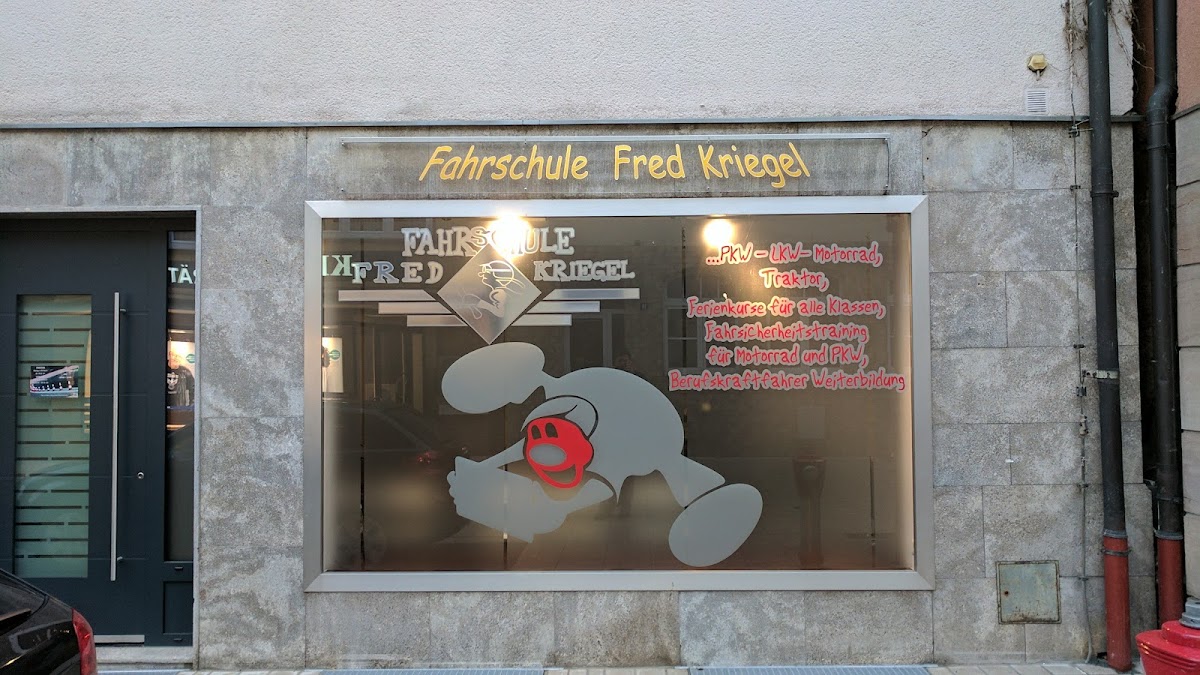 Fahrschule Fred Kriegel
FAHRSCHULE
FRED KRIEGEL
...PKW - LKW- Motorrad,
Traktor,
Ferienkurse für alle Klassen,
Fahrsicherheitstraining
für Motorrad und PKW,
Berufskraftfahrer Weiterbildung